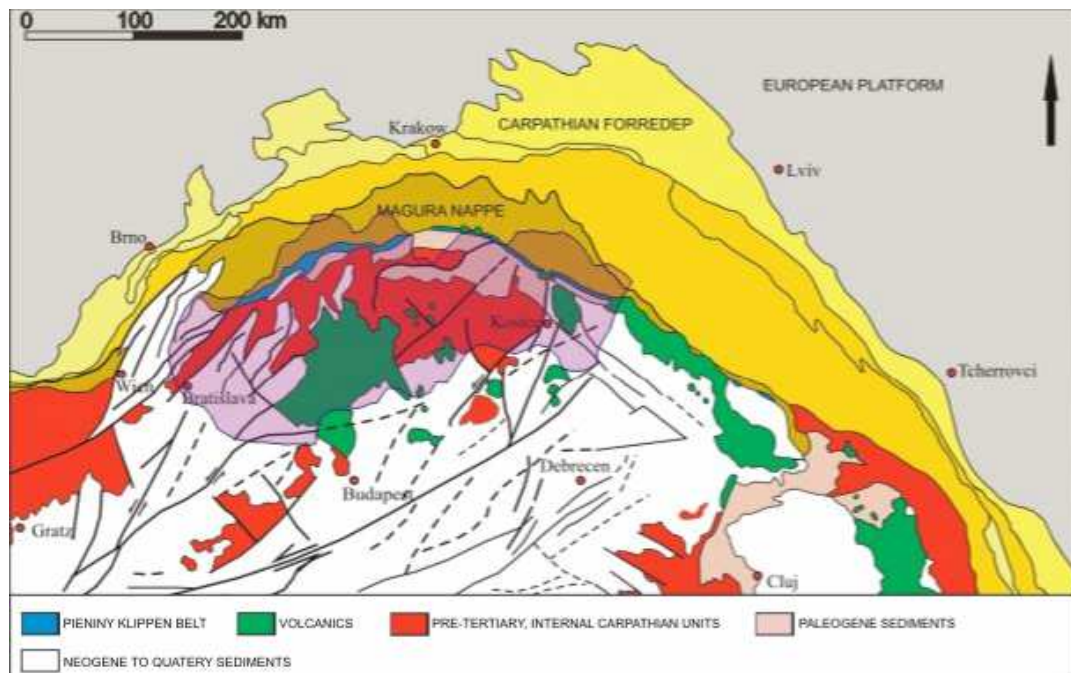 0 100 200 km
EUROPEAN PLATFORM
CARPATHIAN FORREDEP
Krakow
Lviv
MAGURA NAPPE
Brno
Tcherrovci
Wien
Bratislava
Debrecen
Budapest
Gratz
Cluj
PIENINY KLIPPEN BELT
VOLCANICS
PRE-TERTIARY, INTERNAL CARPATHIAN UNITS
PALEOGENE SEDIMENTS
NEOGENE TO QUATERY SEDIMENTS